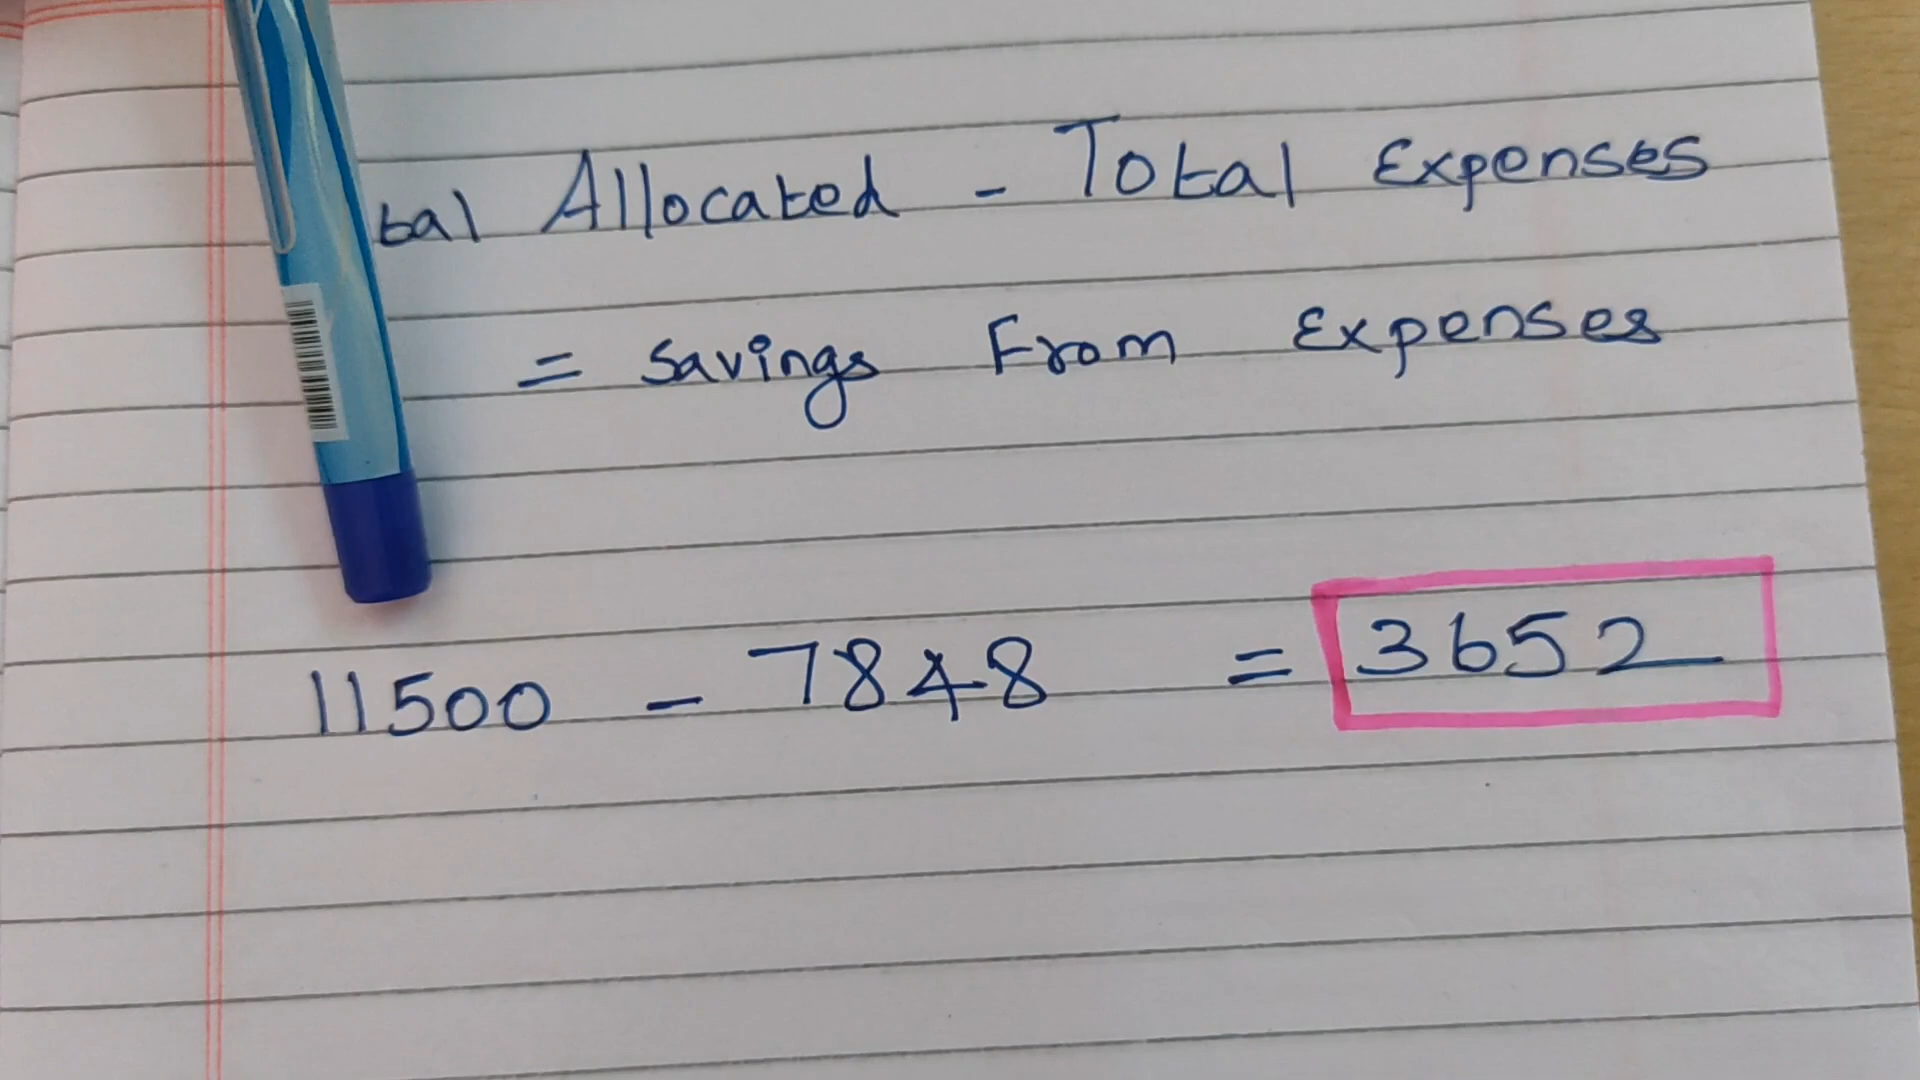 tal Allocated - Total Expenses
= Savings From Expenses
11500 - 7848 = 3652